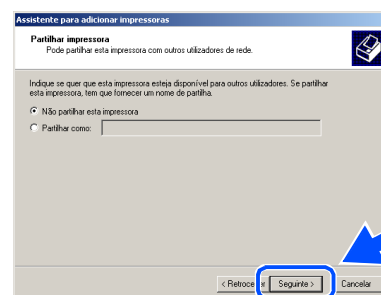 Assistente para adicionar impressoras
Partilhar impressora
Pode partilhar esta impressora com outros utilizadores de rede.
Indique se quer que esta impressora esteja disponível para outros utilizadores. Se partilhar
esta impressora, tem que fornecer um nome de partilha.
Não partilhar esta impressora
Partilhar como:
< Retroceder Seguinte > Cancelar